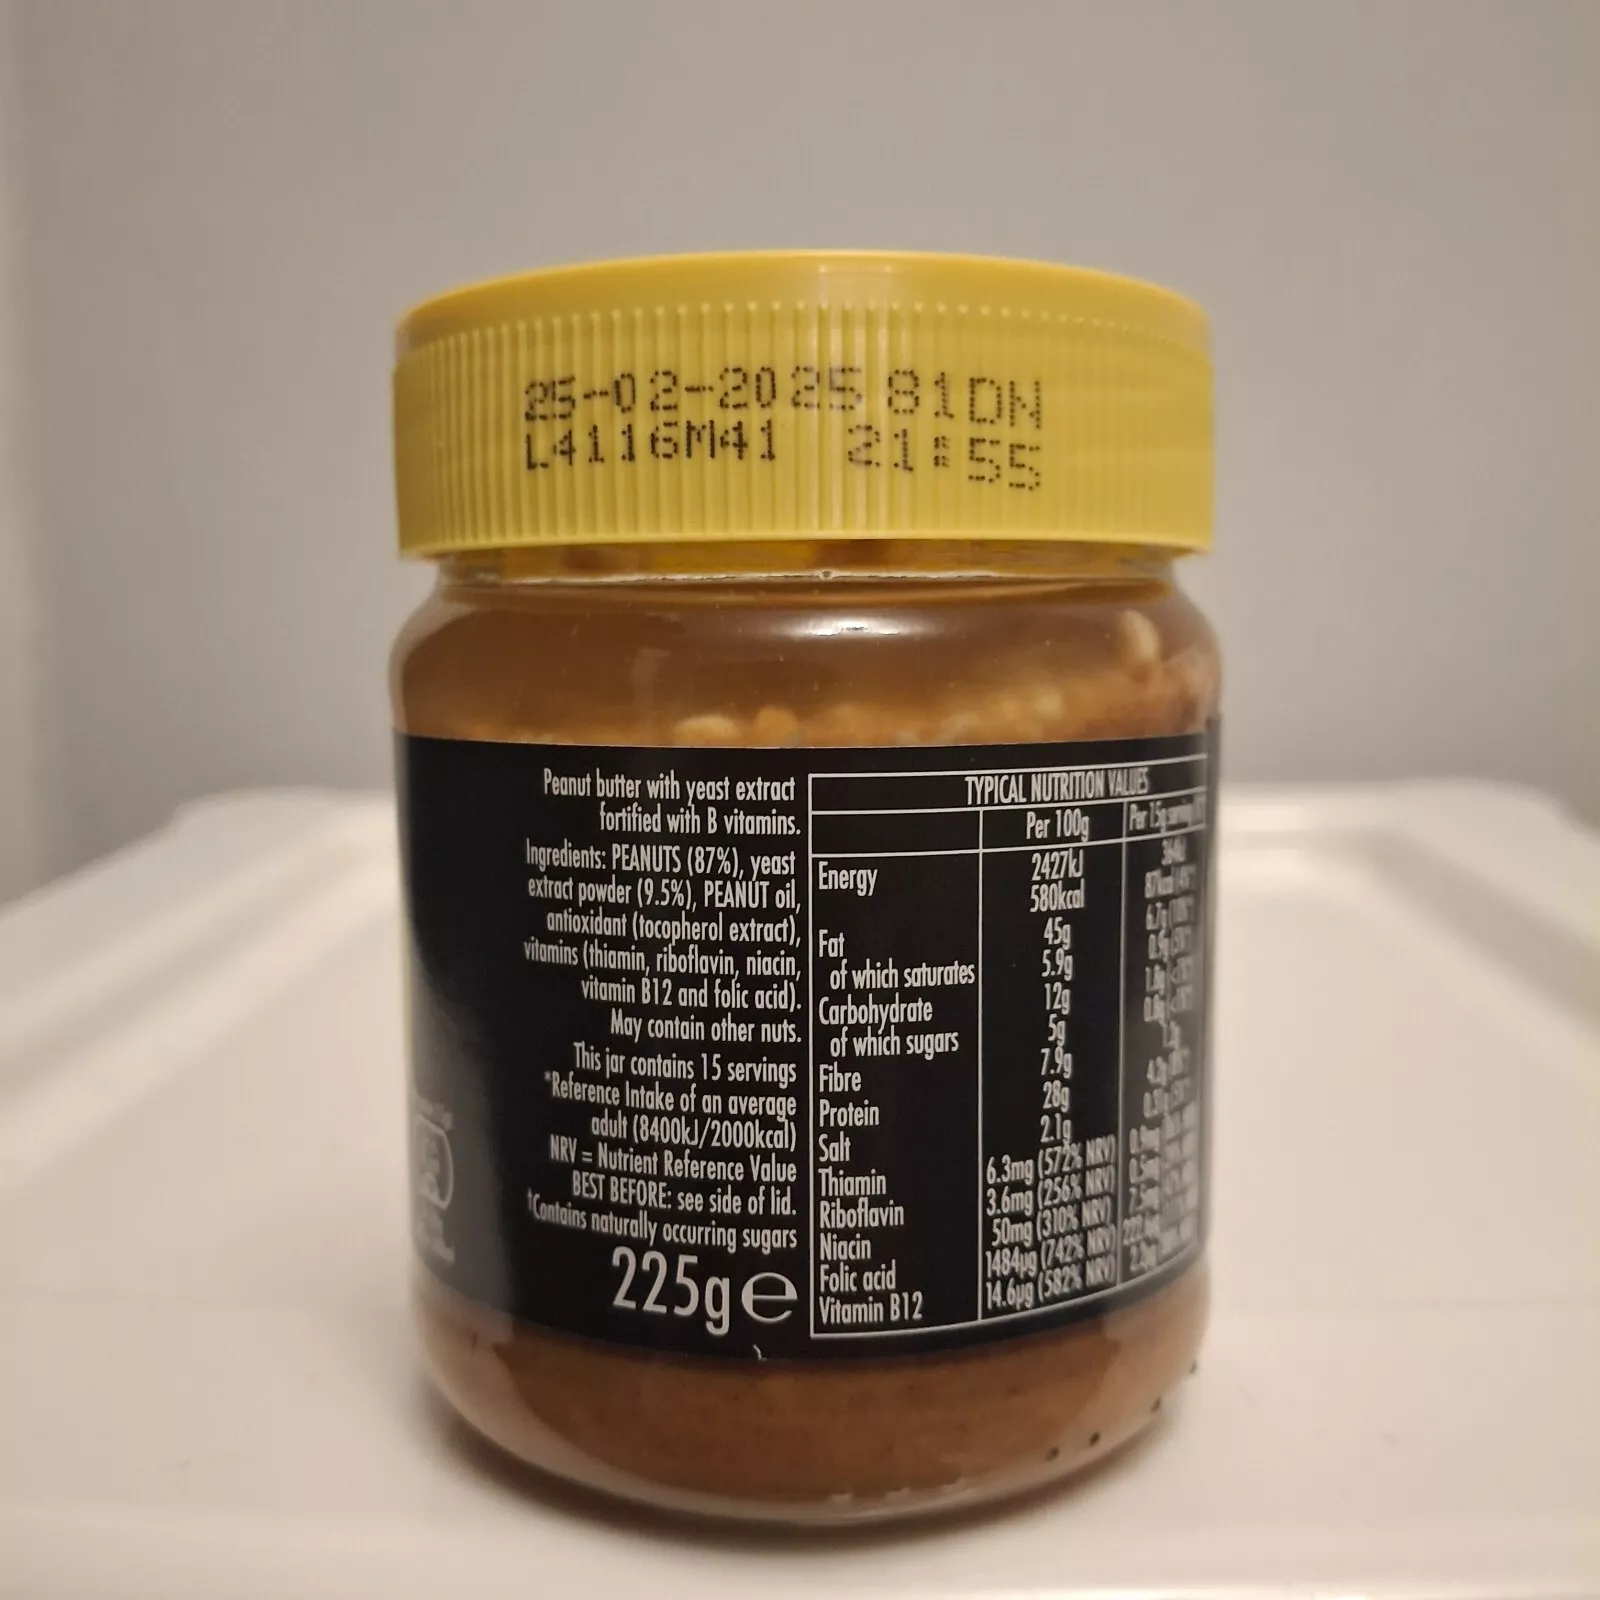 25-02-2025 81DN
L4116M41 21:55
Peanut butter with yeast extract
fortified with B vitamins.
Ingredients: PEANUTS (87%), yeast
extract powder (9.5%), PEANUT oil,
antioxidant (tocopherol extract),
vitamins (thiamin, riboflavin, niacin,
vitamin B12 and folic acid).
May contain other nuts.
This jar contains 15 servings
*Reference Intake of an average
adult (8400kJ/2000kcal)
NRV = Nutrient Reference Value
BEST BEFORE: see side of lid.
†Contains naturally occurring sugars
225g e
TYPICAL NUTRITION VALUES
Per 100g Per 15g serving
Energy 2427kJ
580kcal
Fat 45g
of which saturates 5.9g
Carbohydrate 12g
of which sugars 5g
Fibre 7.9g
Protein 28g
Salt 2.1g
Thiamin 6.3mg (572% NRV)
Riboflavin 3.6mg (256% NRV)
Niacin 50mg (310% NRV)
Folic acid 1484µg (742% NRV)
Vitamin B12 14.6µg (582% NRV)